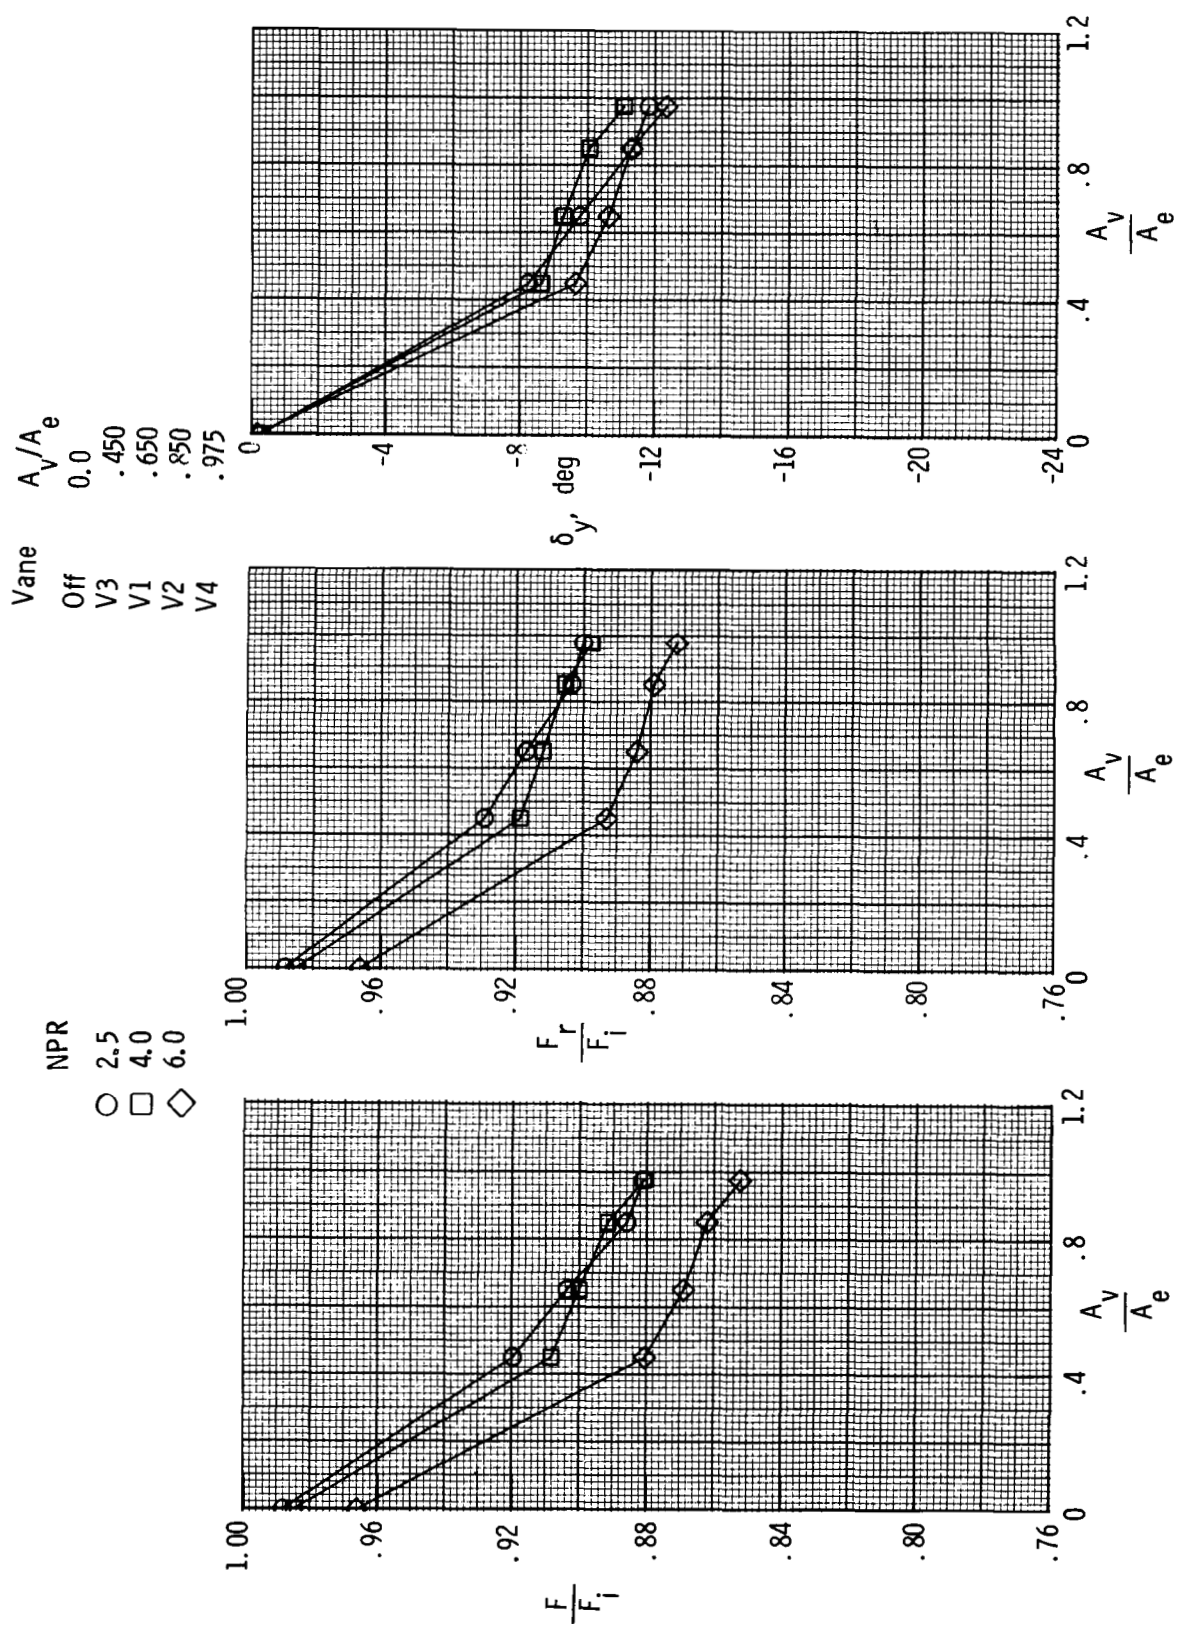 NPR
2.5
4.0
6.0
Vane A_v/A_e
Off 0.0
V3 .450
V1 .650
V2 .850
V4 .975
1.00
.96
.92
.88
.84
.80
.76
F
F_i
0 .4 .8 1.2
A_v
A_e
1.00
.96
.92
.88
.84
.80
.76
F_r
F_i
0 .4 .8 1.2
A_v
A_e
0
-4
-8
-12
-16
-20
-24
δ_y, deg
0 .4 .8 1.2
A_v
A_e